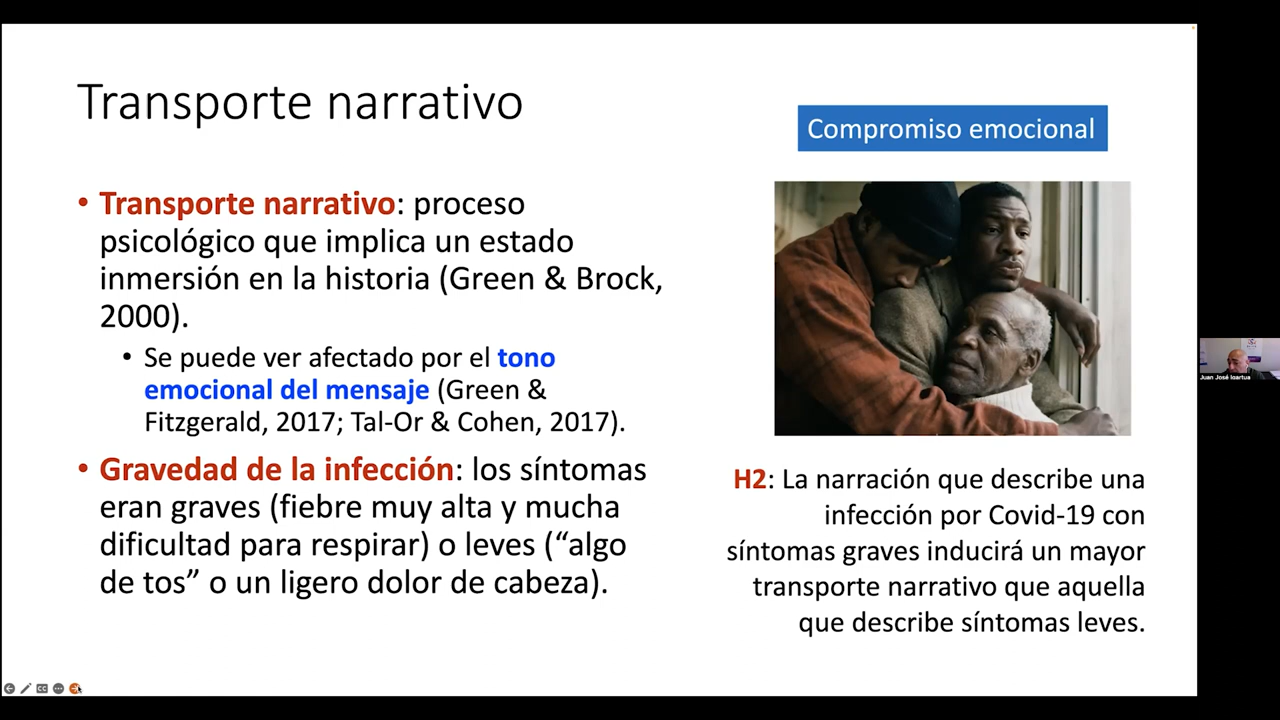 Transporte narrativo
• Transporte narrativo: proceso
psicológico que implica un estado
inmersión en la historia (Green & Brock,
2000).
• Se puede ver afectado por el tono
emocional del mensaje (Green &
Fitzgerald, 2017; Tal-Or & Cohen, 2017).
• Gravedad de la infección: los síntomas
eran graves (fiebre muy alta y mucha
dificultad para respirar) o leves (“algo
de tos” o un ligero dolor de cabeza).
Compromiso emocional
H2: La narración que describe una
infección por Covid-19 con
síntomas graves inducirá un mayor
transporte narrativo que aquella
que describe síntomas leves.
Juan José Igartua